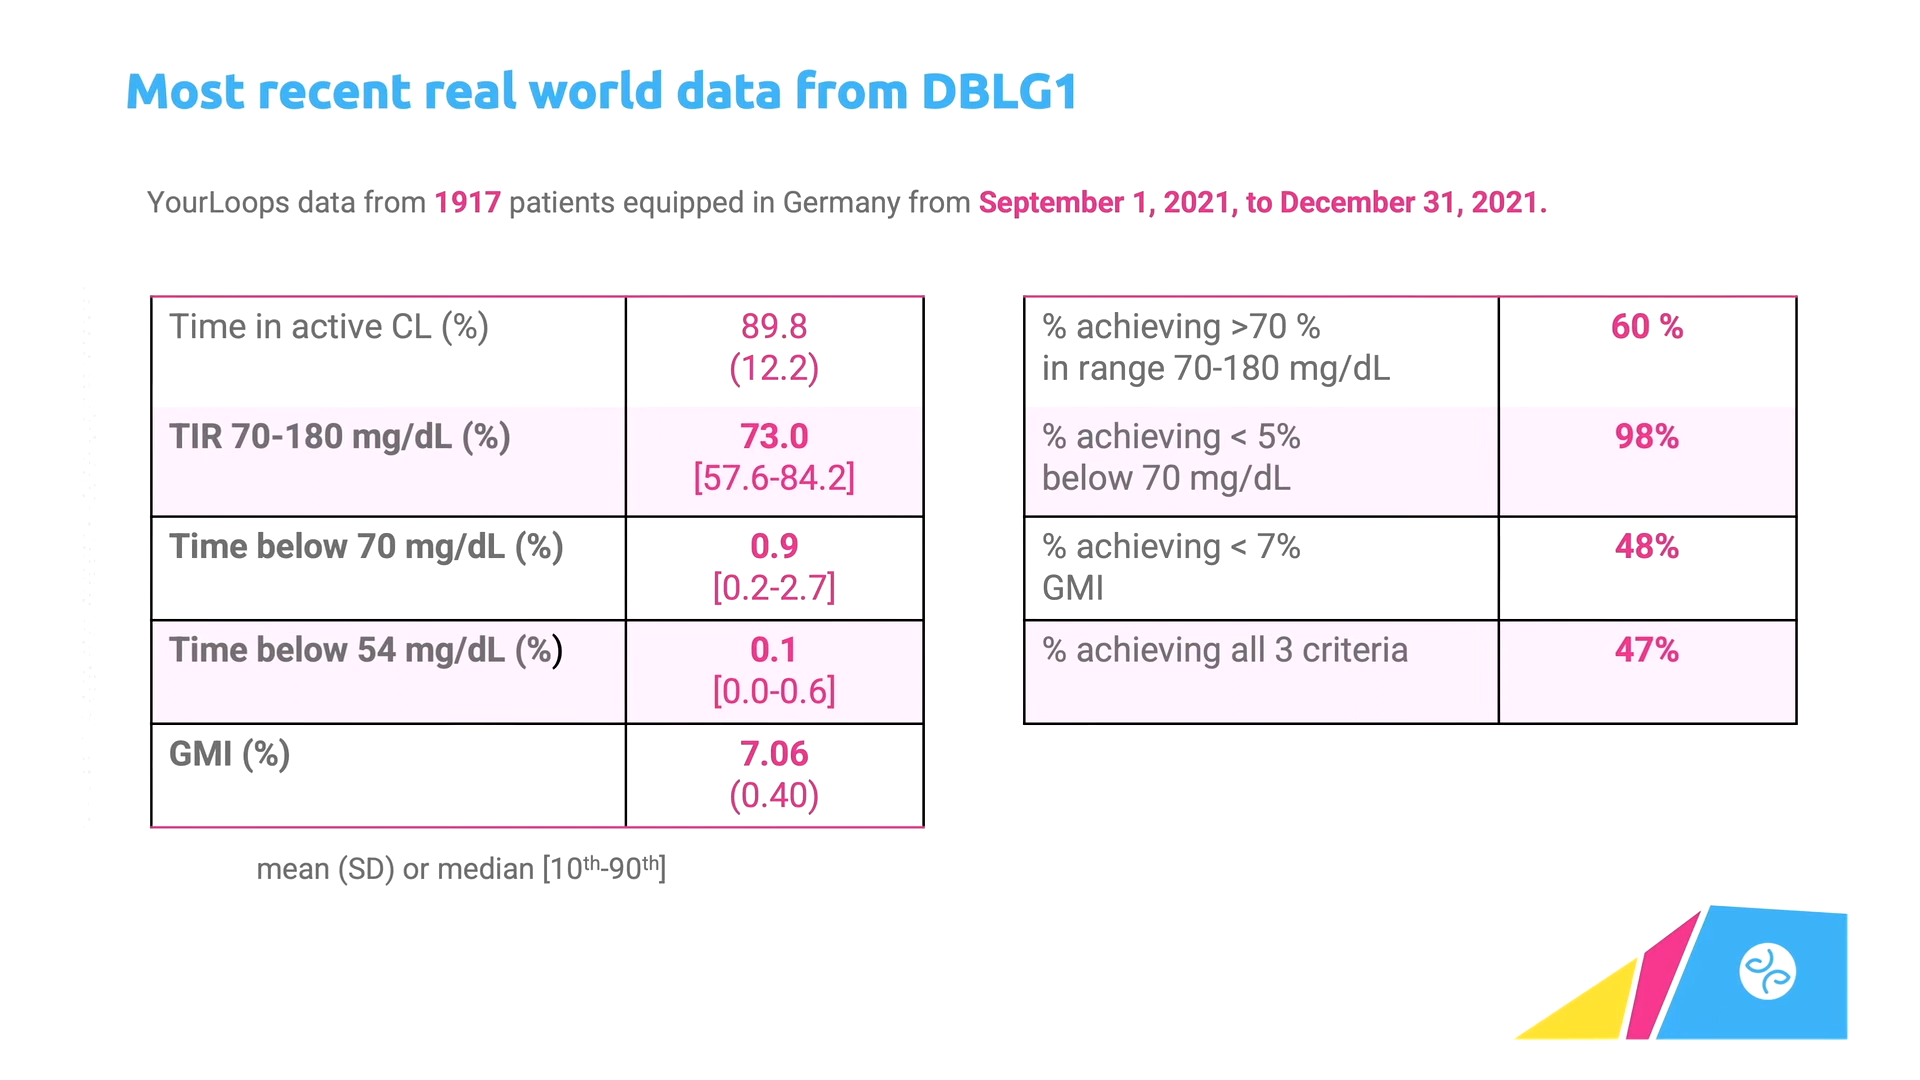 Most recent real world data from DBLG1
YourLoops data from 1917 patients equipped in Germany from September 1, 2021, to December 31, 2021.
Time in active CL (%)
89.8
(12.2)
TIR 70-180 mg/dL (%)
73.0
[57.6-84.2]
Time below 70 mg/dL (%)
0.9
[0.2-2.7]
Time below 54 mg/dL (%)
0.1
[0.0-0.6]
GMI (%)
7.06
(0.40)
mean (SD) or median [10th-90th]
% achieving >70 %
in range 70-180 mg/dL
60 %
% achieving < 5%
below 70 mg/dL
98%
% achieving < 7%
GMI
48%
% achieving all 3 criteria
47%